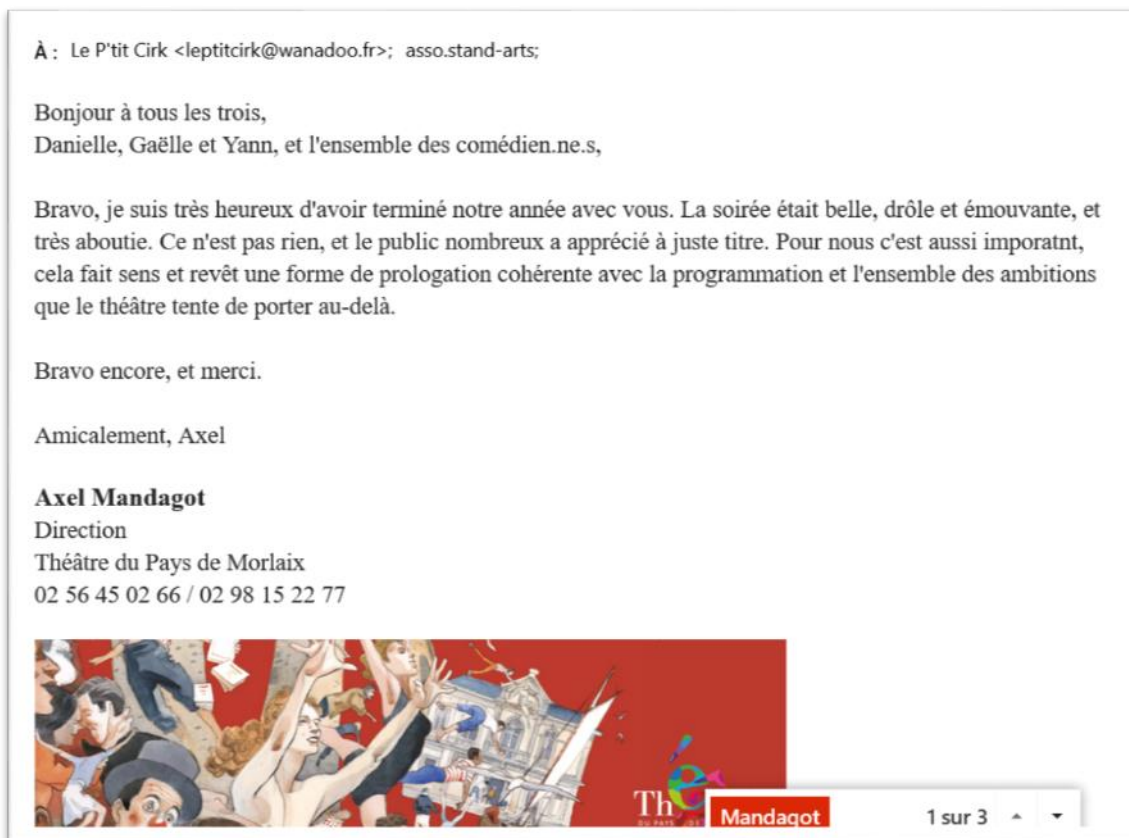 À : Le P'tit Cirk <leptitcirk@wanadoo.fr>; asso.stand-arts;
Bonjour à tous les trois,
Danielle, Gaëlle et Yann, et l'ensemble des comédien.ne.s,
Bravo, je suis très heureux d'avoir terminé notre année avec vous. La soirée était belle, drôle et émouvante, et
très aboutie. Ce n'est pas rien, et le public nombreux a apprécié à juste titre. Pour nous c'est aussi imporatnt,
cela fait sens et revêt une forme de prologation cohérente avec la programmation et l'ensemble des ambitions
que le théâtre tente de porter au-delà.
Bravo encore, et merci.
Amicalement, Axel
Axel Mandagot
Direction
Théâtre du Pays de Morlaix
02 56 45 02 66 / 02 98 15 22 77
Thé
DU PAYS DE
Mandagot 1 sur 3